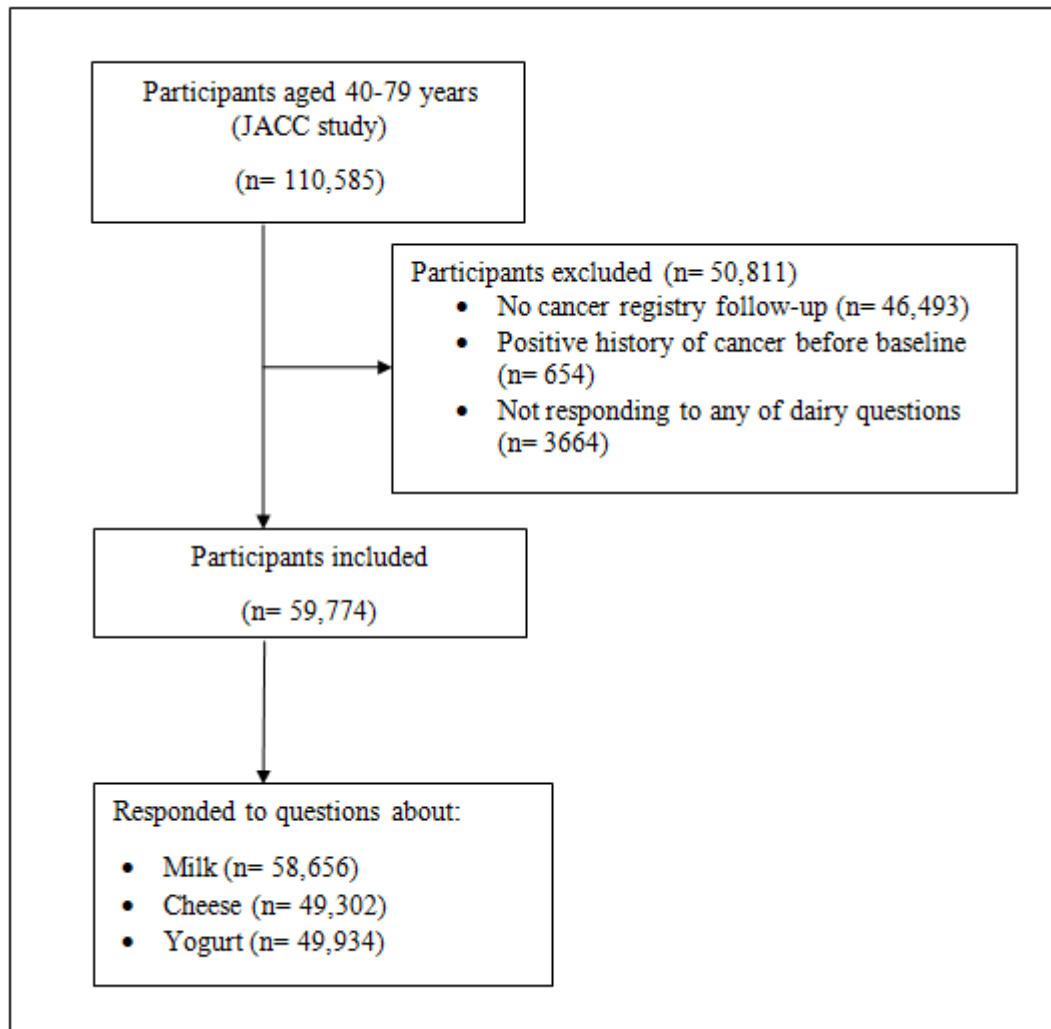 Participants aged 40-79 years
(JACC study)
(n= 110,585)
Participants excluded (n= 50,811)
• No cancer registry follow-up (n= 46,493)
• Positive history of cancer before baseline
(n= 654)
• Not responding to any of dairy questions
(n= 3664)
Participants included
(n= 59,774)
Responded to questions about:
• Milk (n= 58,656)
• Cheese (n= 49,302)
• Yogurt (n= 49,934)